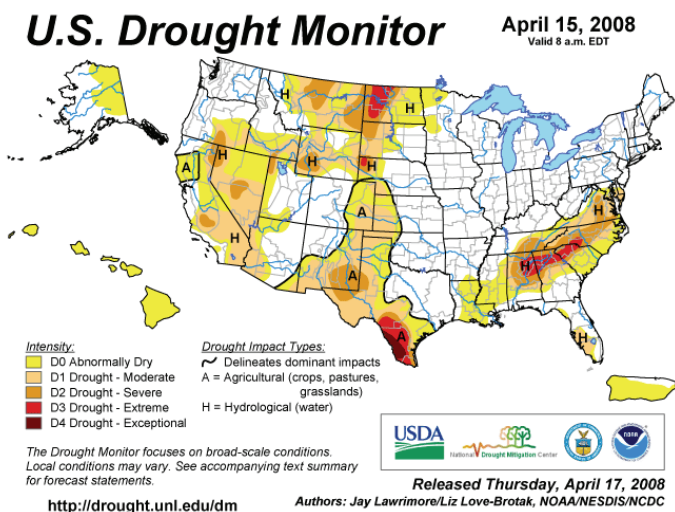 U.S. Drought Monitor
April 15, 2008
Valid 8 a.m. EDT
H
H
H
H
H
H
A
A
H
A
A
H
H
H
Intensity:
D0 Abnormally Dry
D1 Drought - Moderate
D2 Drought - Severe
D3 Drought - Extreme
D4 Drought - Exceptional
Drought Impact Types:
Delineates dominant impacts
A = Agricultural (crops, pastures,
grasslands)
H = Hydrological (water)
The Drought Monitor focuses on broad-scale conditions.
Local conditions may vary. See accompanying text summary
for forecast statements.
http://drought.unl.edu/dm
USDA
National Drought Mitigation Center
NOAA
Released Thursday, April 17, 2008
Authors: Jay Lawrimore/Liz Love-Brotak, NOAA/NESDIS/NCDC